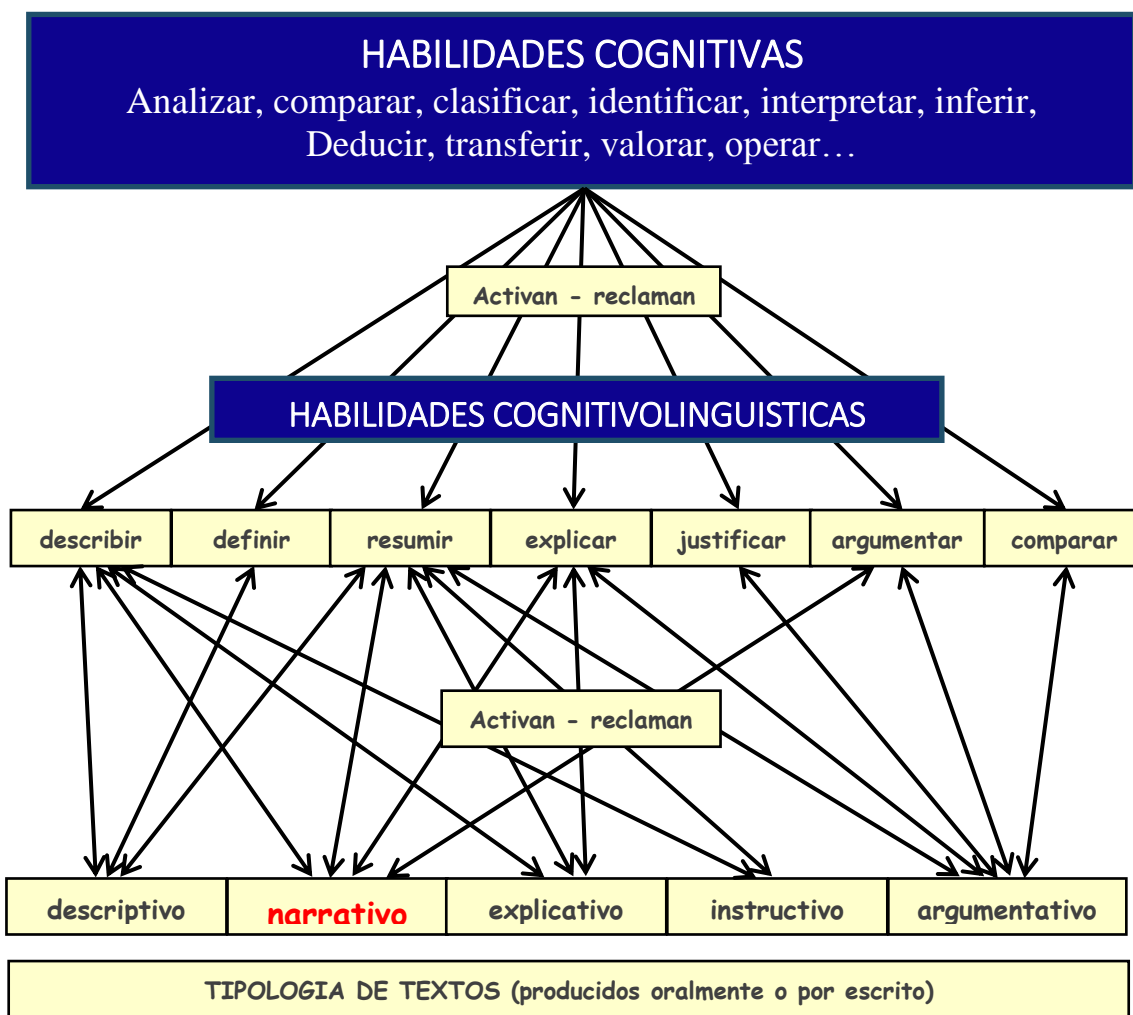 HABILIDADES COGNITIVAS
Analizar, comparar, clasificar, identificar, interpretar, inferir,
Deducir, transferir, valorar, operar…
Activan - reclaman
HABILIDADES COGNITIVOLINGUISTICAS
describir
definir
resumir
explicar
justificar
argumentar
comparar
Activan - reclaman
descriptivo
narrativo
explicativo
instructivo
argumentativo
TIPOLOGIA DE TEXTOS (producidos oralmente o por escrito)